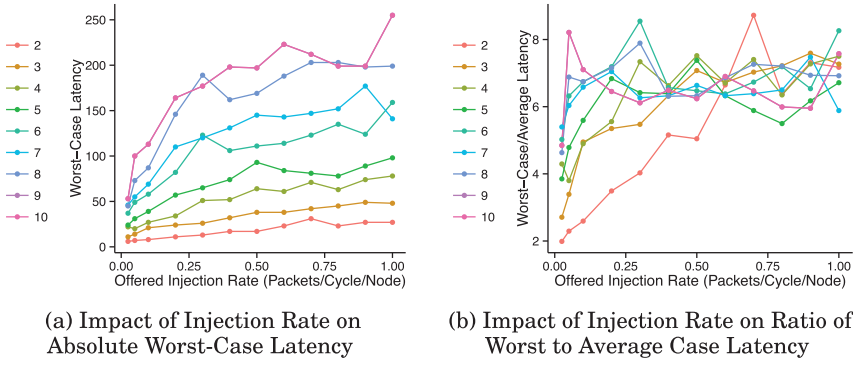 2
3
4
5
6
7
8
9
10
Worst−Case Latency
250
200
150
100
50
0
0.00 0.25 0.50 0.75 1.00
Offered Injection Rate (Packets/Cycle/Node)
(a) Impact of Injection Rate on
Absolute Worst-Case Latency
Worst−Case/Average Latency
8
6
4
2
0.00 0.25 0.50 0.75 1.00
Offered Injection Rate (Packets/Cycle/Node)
2
3
4
5
6
7
8
9
10
(b) Impact of Injection Rate on Ratio of
Worst to Average Case Latency